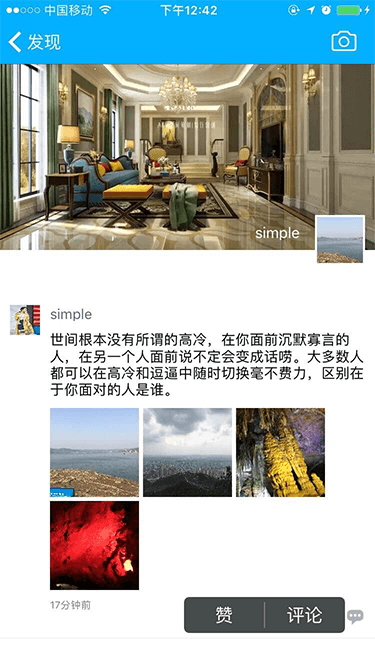 中国移动 下午12:42
发现
simple
simple
世间根本没有所谓的高冷，在你面前沉默寡言的
人，在另一个人面前说不定会变成话唠。大多数人
都可以在高冷和逗逼中随时切换毫不费力，区别在
于你面对的人是谁。
17分钟前
赞 评论